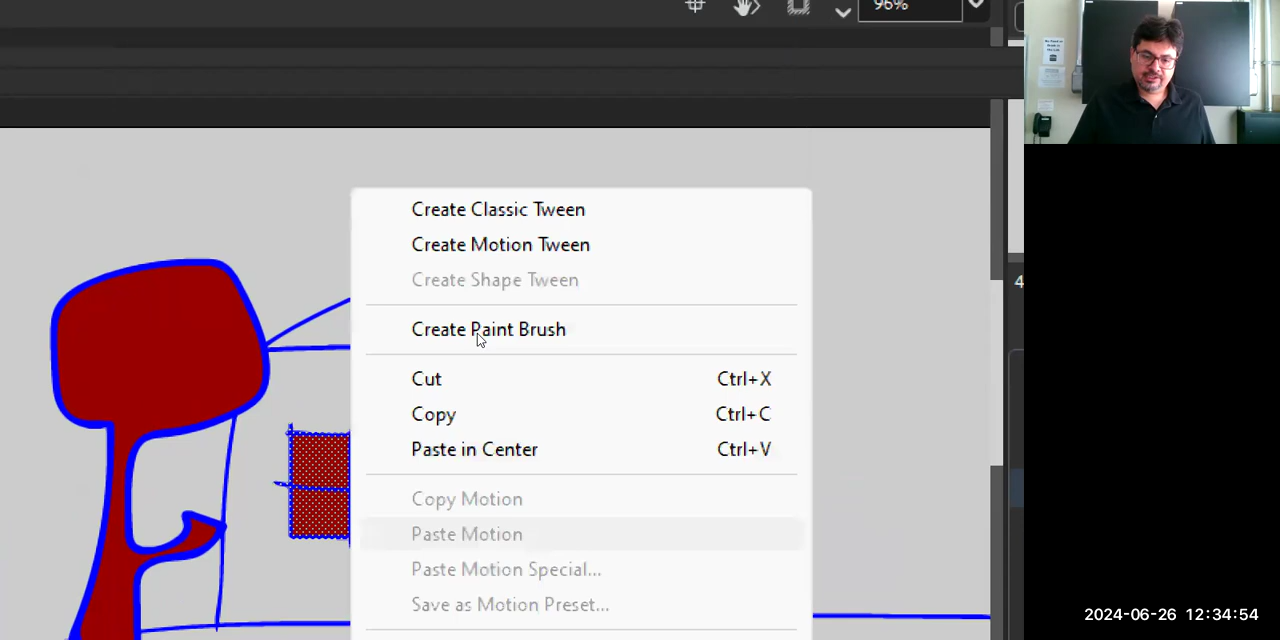 96%
Create Classic Tween
Create Motion Tween
Create Shape Tween
4
Create Paint Brush
Cut Ctrl+X
Copy Ctrl+C
Paste in Center Ctrl+V
Copy Motion
Paste Motion
Paste Motion Special...
Save as Motion Preset...
2024-06-26 12:34:54